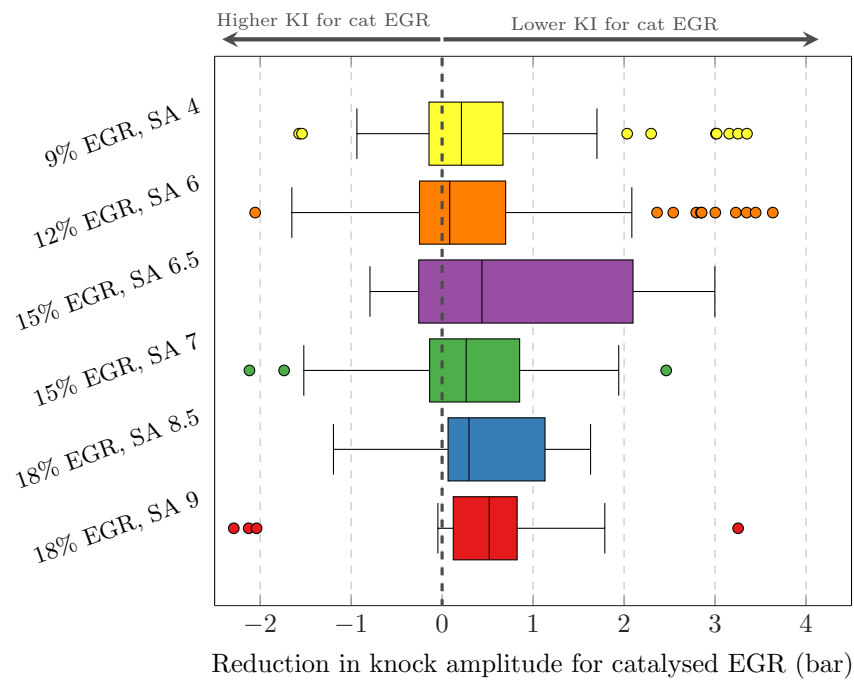 Higher KI for cat EGR
Lower KI for cat EGR
9% EGR, SA 4
12% EGR, SA 6
15% EGR, SA 6.5
15% EGR, SA 7
18% EGR, SA 8.5
18% EGR, SA 9
−2 −1 0 1 2 3 4
Reduction in knock amplitude for catalysed EGR (bar)